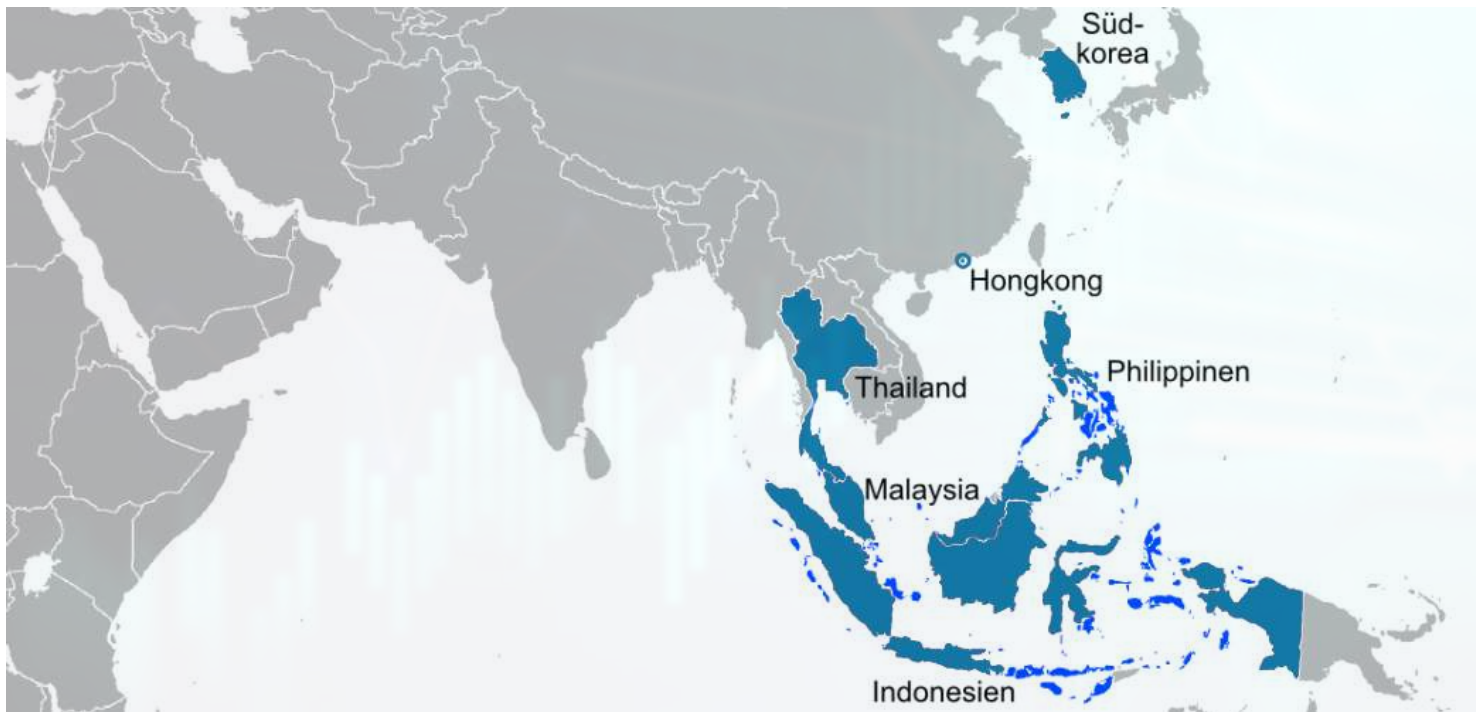 Süd-
korea
Hongkong
Philippinen
Thailand
Malaysia
Indonesien